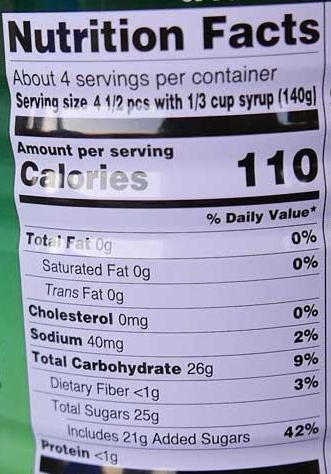 Nutrition Facts
About 4 servings per container
Serving size 4 1/2 pcs with 1/3 cup syrup (140g)
Amount per serving
Calories 110
% Daily Value*
Total Fat 0g 0%
Saturated Fat 0g 0%
Trans Fat 0g
Cholesterol 0mg 0%
Sodium 40mg 2%
Total Carbohydrate 26g 9%
Dietary Fiber <1g 3%
Total Sugars 25g
Includes 21g Added Sugars 42%
Protein <1g